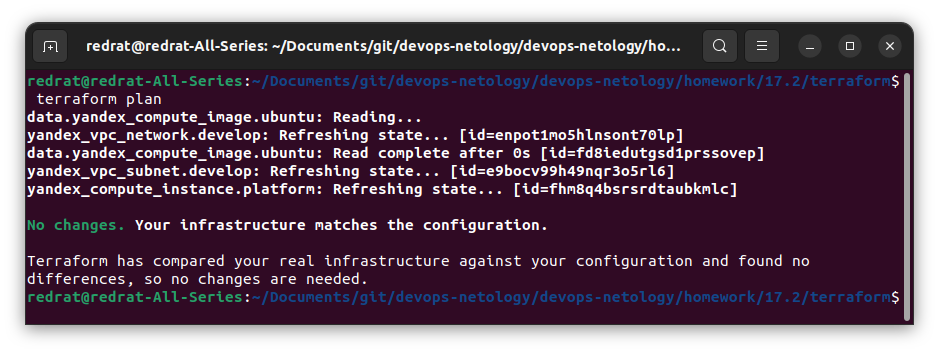 redrat@redrat-All-Series: ~/Documents/git/devops-netology/devops-netology/ho...
redrat@redrat-All-Series:~/Documents/git/devops-netology/devops-netology/homework/17.2/terraform$
terraform plan
data.yandex_compute_image.ubuntu: Reading...
yandex_vpc_network.develop: Refreshing state... [id=enpot1mo5hlnsont70lp]
data.yandex_compute_image.ubuntu: Read complete after 0s [id=fd8iedutgsd1prssovep]
yandex_vpc_subnet.develop: Refreshing state... [id=e9bocv99h49nqr3o5rl6]
yandex_compute_instance.platform: Refreshing state... [id=fhm8q4bsrsrdtaubkmlc]
No changes. Your infrastructure matches the configuration.
Terraform has compared your real infrastructure against your configuration and found no
differences, so no changes are needed.
redrat@redrat-All-Series:~/Documents/git/devops-netology/devops-netology/homework/17.2/terraform$